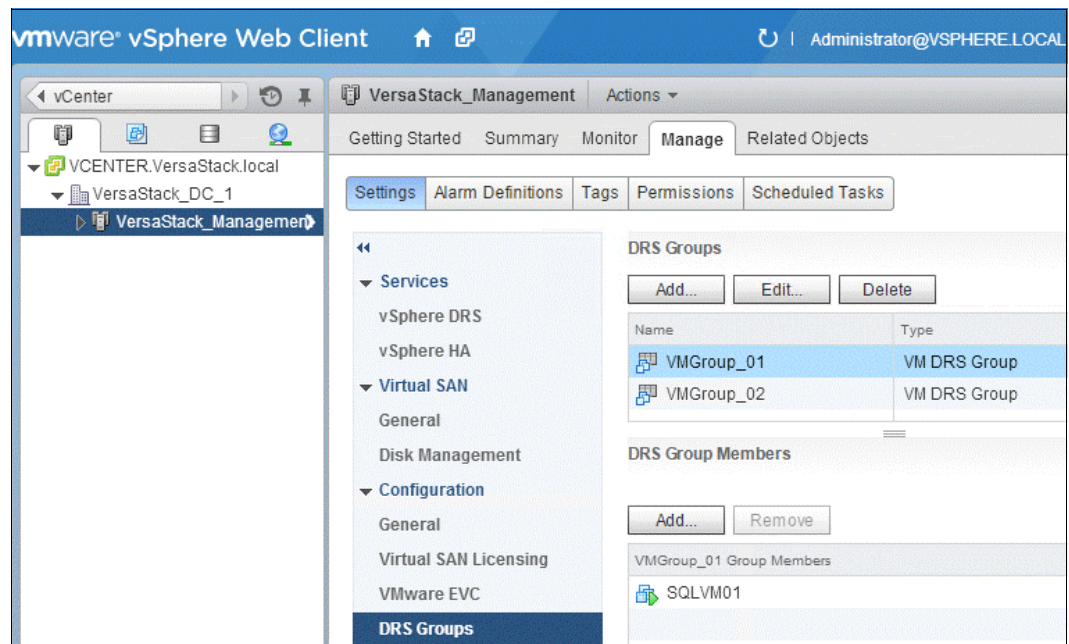 vmware® vSphere Web Client
Administrator@VSPHERE.LOCAL
vCenter
VCENTER.VersaStack.local
VersaStack_DC_1
VersaStack_Management
VersaStack_Management Actions
Getting Started Summary Monitor Manage Related Objects
Settings Alarm Definitions Tags Permissions Scheduled Tasks
Services
vSphere DRS
vSphere HA
Virtual SAN
General
Disk Management
Configuration
General
Virtual SAN Licensing
VMware EVC
DRS Groups
DRS Groups
Add... Edit... Delete
Name Type
VMGroup_01 VM DRS Group
VMGroup_02 VM DRS Group
DRS Group Members
Add... Remove
VMGroup_01 Group Members
SQLVM01